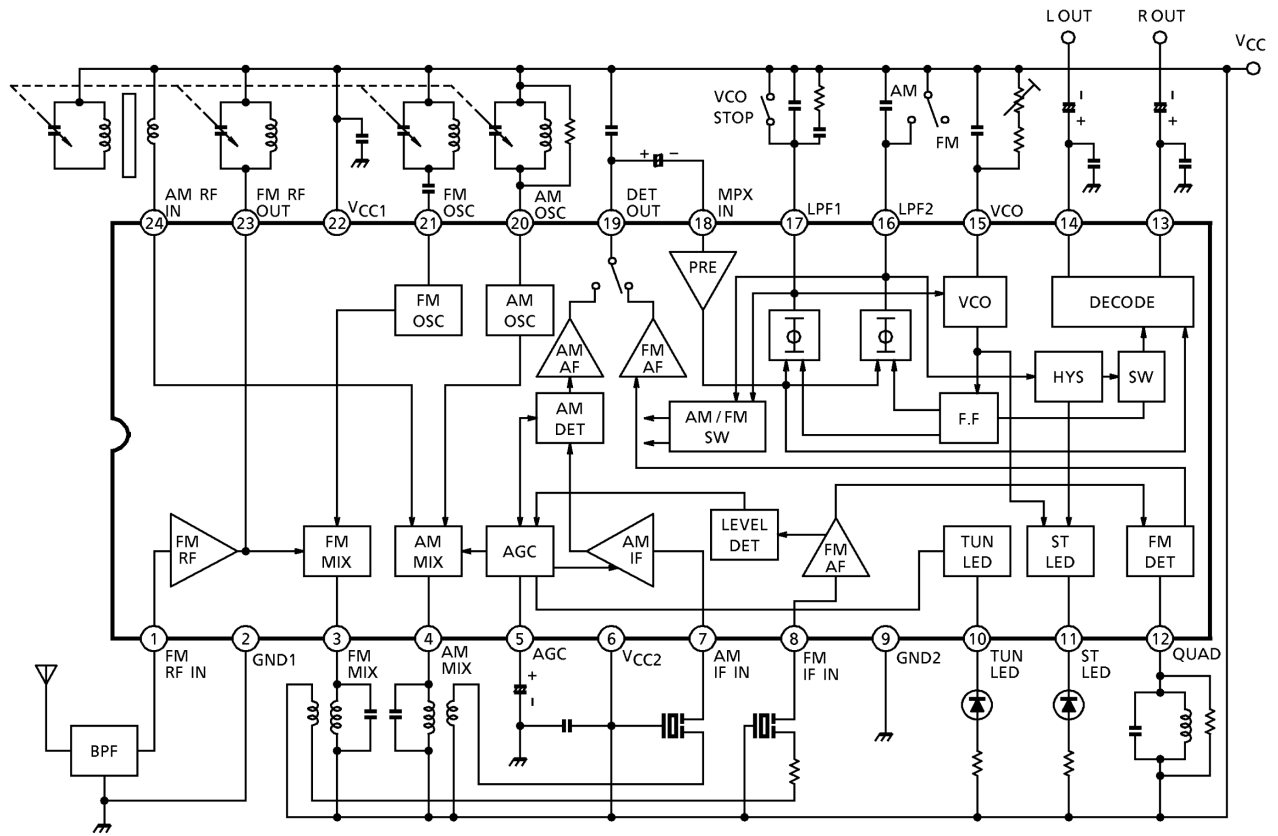 L OUT
R OUT
VCC
VCO
STOP
AM
FM
AM RF
IN
FM RF
OUT
VCC1
FM
OSC
AM
OSC
DET
OUT
+
−
MPX
IN
LPF1
LPF2
VCO
−
+
−
+
24
23
22
21
20
19
18
17
16
15
14
13
PRE
FM
OSC
AM
OSC
AM
AF
FM
AF
VCO
DECODE
AM
DET
AM / FM
SW
F.F
HYS
SW
FM
RF
FM
MIX
AM
MIX
AGC
AM
IF
LEVEL
DET
FM
AF
TUN
LED
ST
LED
FM
DET
1
2
3
4
5
6
7
8
9
10
11
12
FM
RF IN
GND1
FM
MIX
AM
MIX
AGC
VCC2
AM
IF IN
FM
IF IN
GND2
TUN
LED
ST
LED
QUAD
+
−
BPF